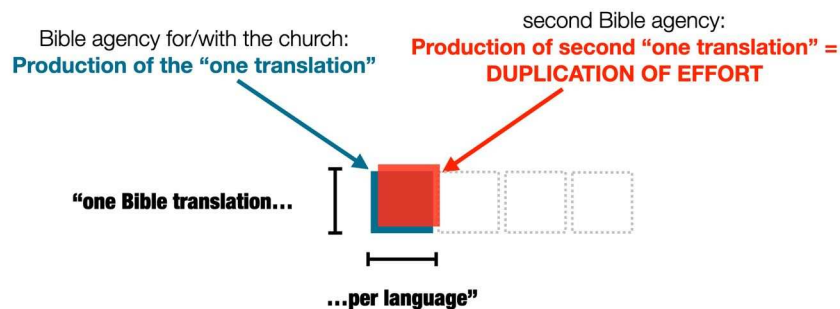 Bible agency for/with the church:
Production of the “one translation”
second Bible agency:
Production of second “one translation” =
DUPLICATION OF EFFORT
“one Bible translation...
...per language”